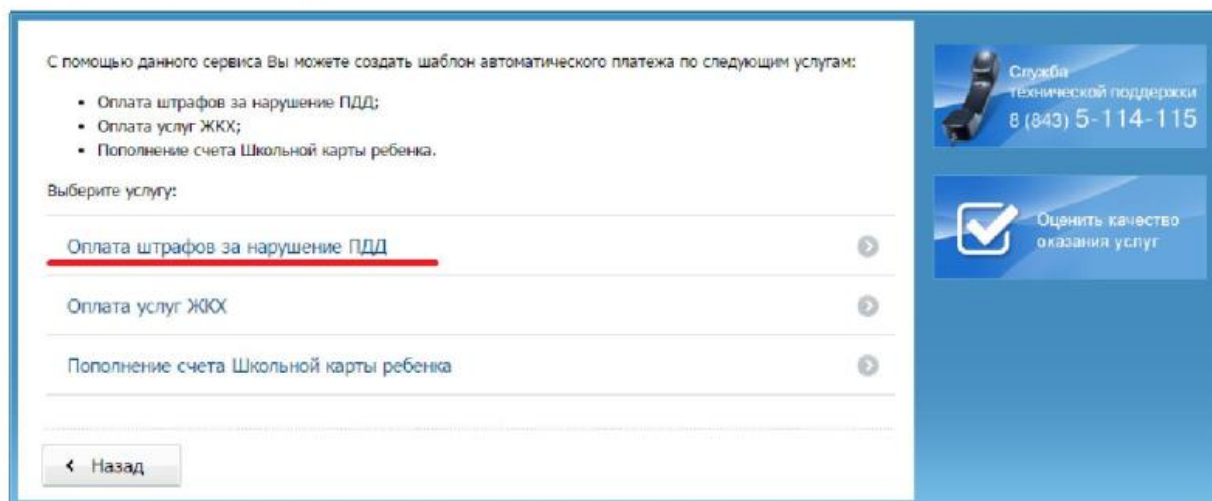 С помощью данного сервиса Вы можете создать шаблон автоматического платежа по следующим услугам:
• Оплата штрафов за нарушение ПДД;
• Оплата услуг ЖКХ;
• Пополнение счета Школьной карты ребенка.
Выберите услугу:
Оплата штрафов за нарушение ПДД
Оплата услуг ЖКХ
Пополнение счета Школьной карты ребенка
Назад
Служба
технической поддержки
8 (843) 5-114-115
Оценить качество
оказания услуг